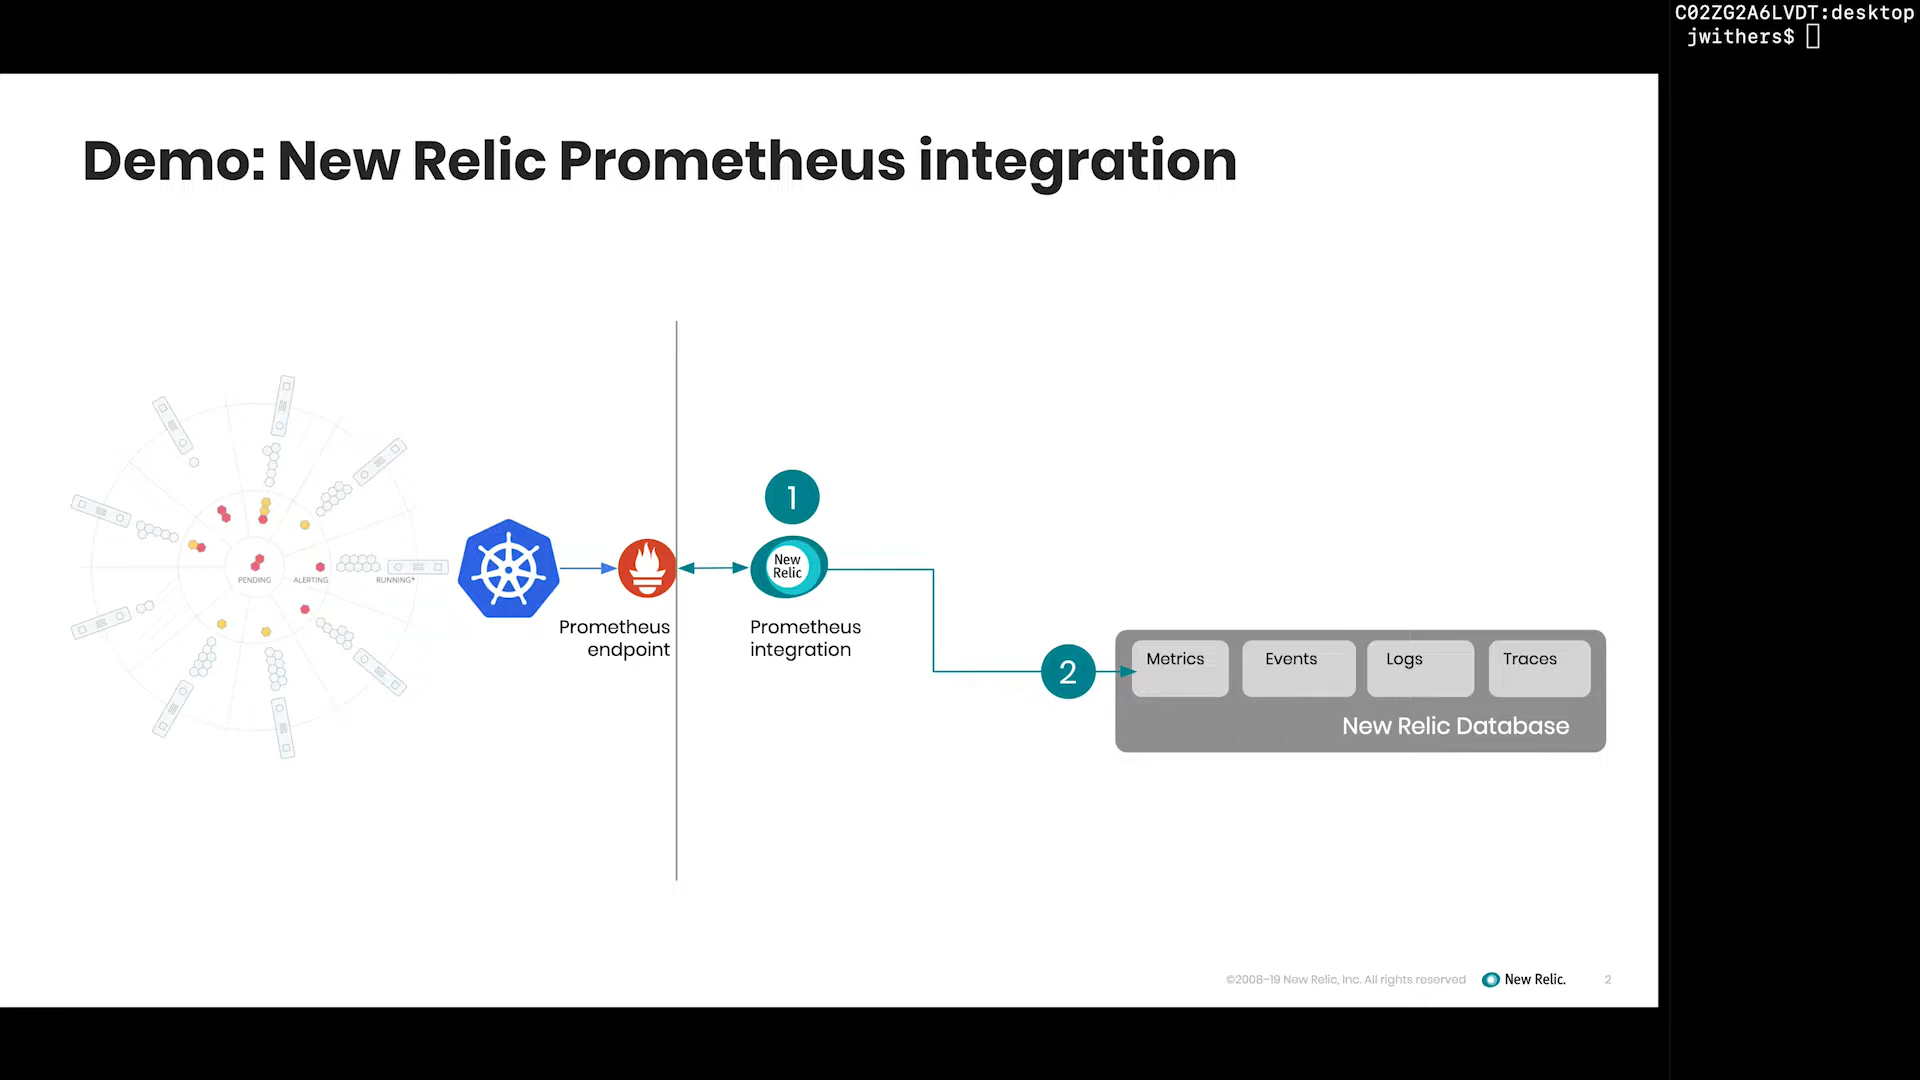 C02ZG2A6LVDT:desktop
jwithers$
Demo: New Relic Prometheus integration
PENDING
ALERTING
RUNNING*
Prometheus
endpoint
1
New
Relic
Prometheus
integration
2
Metrics
Events
Logs
Traces
New Relic Database
©2008–19 New Relic, Inc. All rights reserved
New Relic.
2